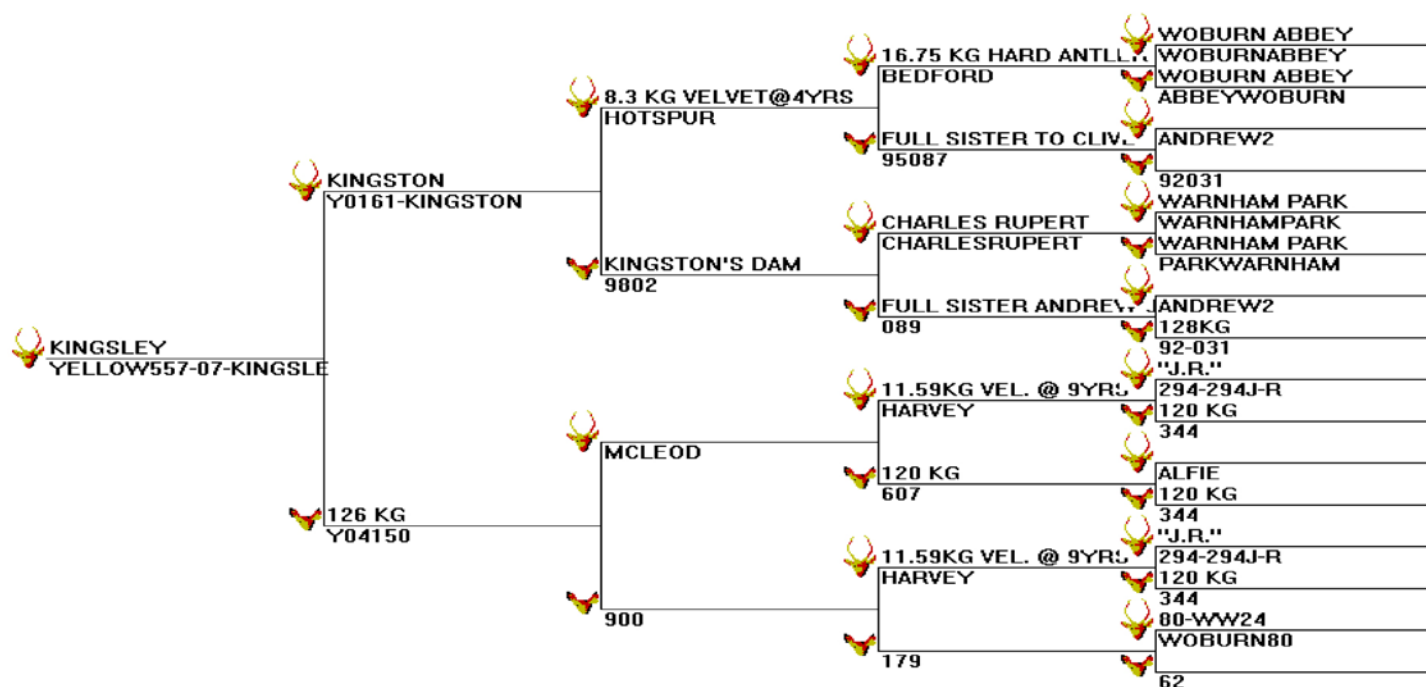 KINGSLEY
YELLOW557-07-KINGSLE
KINGSTON
Y0161-KINGSTON
126 KG
Y04150
8.3 KG VELVET@4YRS
HOTSPUR
KINGSTON'S DAM
9802
MCLEOD
900
16.75 KG HARD
BEDFORD
FULL SISTER TO
95087
CHARLES RUPERT
CHARLESRUPERT
FULL SISTER
089
11.59KG VEL. @ 9YRS
HARVEY
120 KG
607
11.59KG VEL. @ 9YRS
HARVEY
179
WOBURN ABBEY
WOBURNABBEY
WOBURN ABBEY
ABBEYWOBURN
ANDREW2
92031
WARNHAM PARK
WARNHAMPARK
WARNHAM PARK
PARKWARNHAM
ANDREW2
128KG
92-031
"J.R."
294-294J-R
120 KG
344
ALFIE
120 KG
344
"J.R."
294-294J-R
120 KG
344
80-WW24
WOBURN80
62